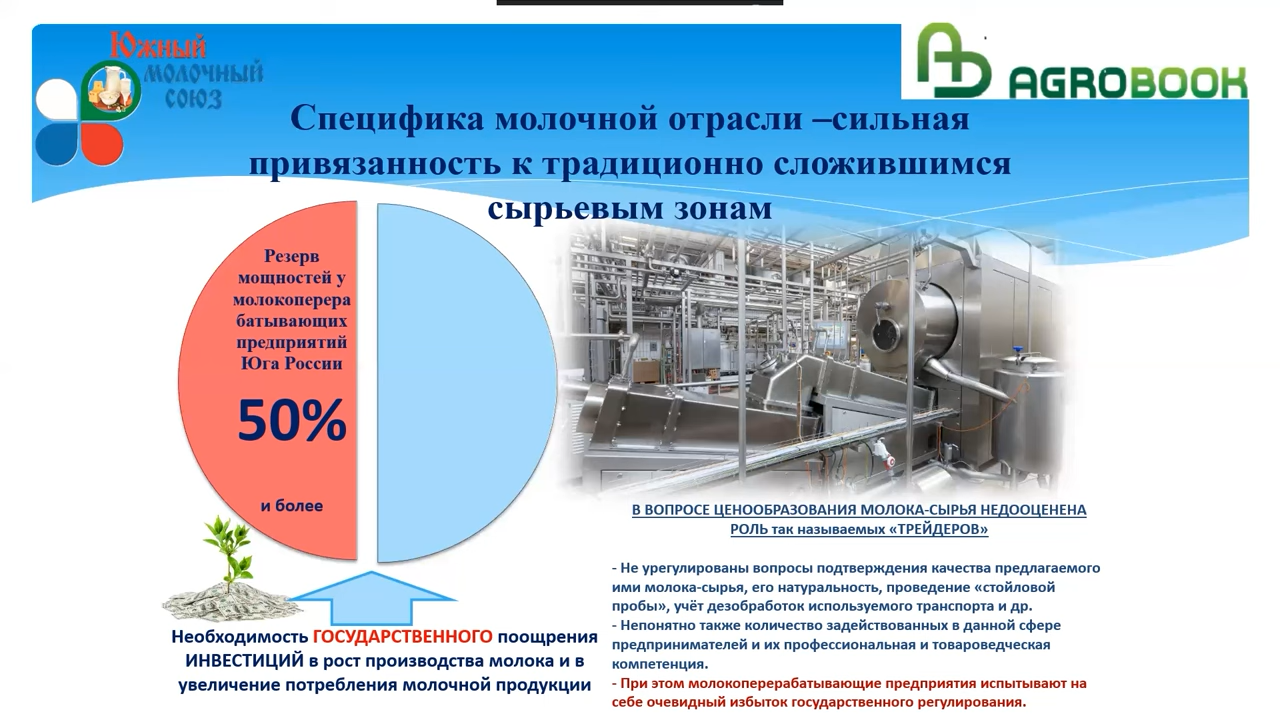 Южный
молочный
союз
AGROBOOK
Специфика молочной отрасли –сильная
привязанность к традиционно сложившимся
сырьевым зонам
Резерв
мощностей у
молокоперера
батывающих
предприятий
Юга России
50%
и более
Необходимость ГОСУДАРСТВЕННОГО поощрения
ИНВЕСТИЦИЙ в рост производства молока и в
увеличение потребления молочной продукции
В ВОПРОСЕ ЦЕНООБРАЗОВАНИЯ МОЛОКА-СЫРЬЯ НЕДООЦЕНЕНА
РОЛЬ так называемых «ТРЕЙДЕРОВ»
- Не урегулированы вопросы подтверждения качества предлагаемого
ими молока-сырья, его натуральность, проведение «стойловой
пробы», учёт дезобработок используемого транспорта и др.
- Непонятно также количество задействованных в данной сфере
предпринимателей и их профессиональная и товароведческая
компетенция.
- При этом молокоперерабатывающие предприятия испытывают на
себе очевидный избыток государственного регулирования.